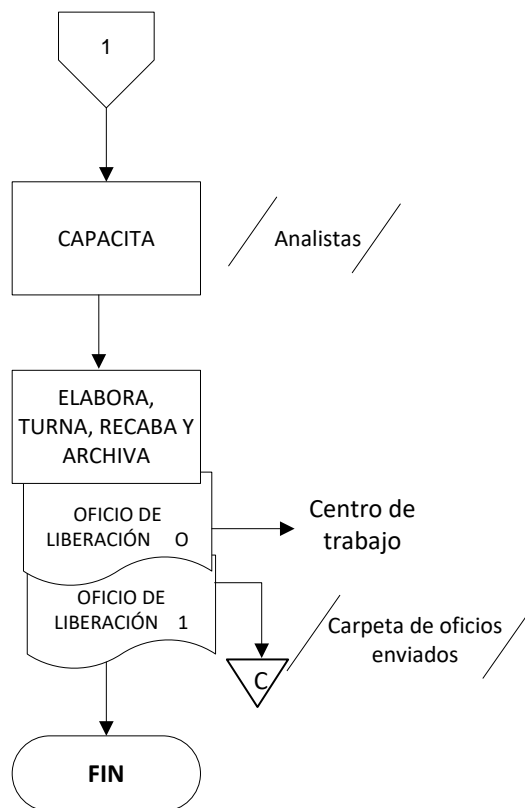 1
CAPACITA
Analistas
ELABORA,
TURNA, RECABA Y
ARCHIVA
OFICIO DE
LIBERACIÓN O
Centro de
trabajo
OFICIO DE
LIBERACIÓN 1
Carpeta de oficios
enviados
C
FIN